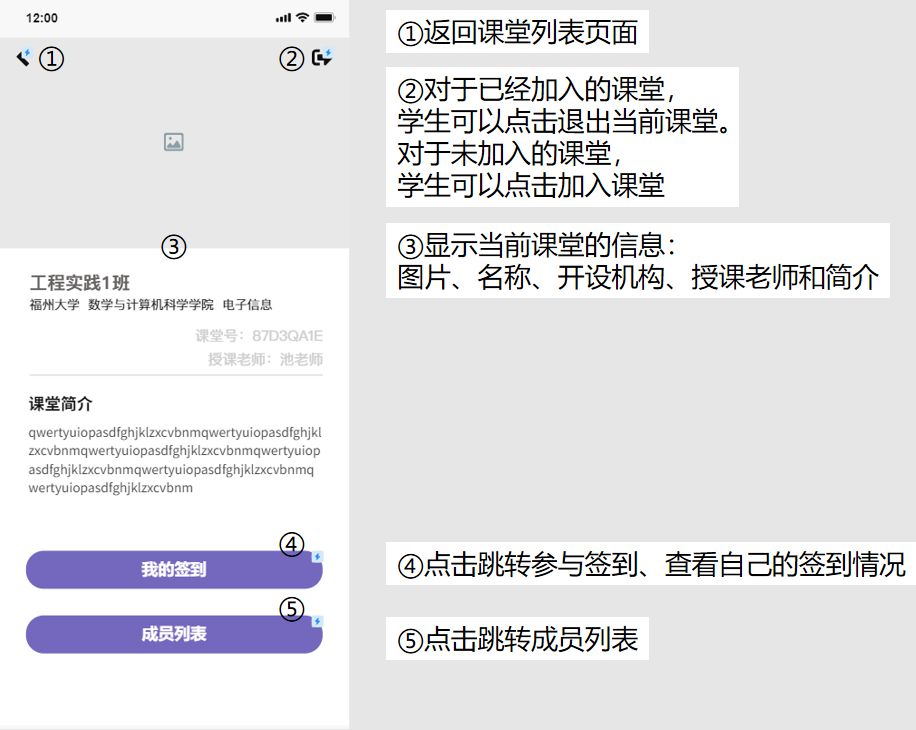 12:00
①
②
③
工程实践1班
福州大学 数学与计算机科学学院 电子信息
课堂号：87D3QA1E
授课老师：池老师
课堂简介
qwertyuiopasdfghjklzxcvbnmqwertyuiopasdfghjkl
zxcvbnmqwertyuiopasdfghjklzxcvbnmqwertyuiop
asdfghjklzxcvbnmqwertyuiopasdfghjklzxcvbnmq
wertyuiopasdfghjklzxcvbnm
④
我的签到
⑤
成员列表
①返回课堂列表页面
②对于已经加入的课堂，
学生可以点击退出当前课堂。
对于未加入的课堂，
学生可以点击加入课堂
③显示当前课堂的信息：
图片、名称、开设机构、授课老师和简介
④点击跳转参与签到、查看自己的签到情况
⑤点击跳转成员列表